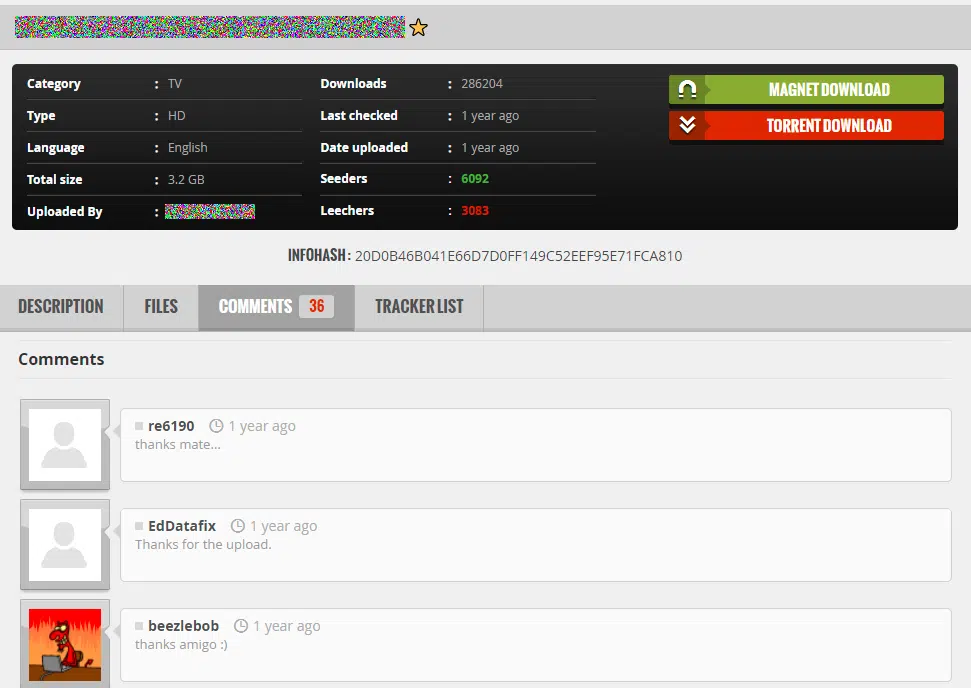 Category : TV
Downloads : 286204
MAGNET DOWNLOAD
Type : HD
Last checked : 1 year ago
TORRENT DOWNLOAD
Language : English
Date uploaded : 1 year ago
Total size : 3.2 GB
Seeders : 6092
Uploaded By :
Leechers : 3083
INFOHASH: 20D0B46B041E66D7D0FF149C52EEF95E71FCA810
DESCRIPTION FILES COMMENTS 36 TRACKER LIST
Comments
re6190 1 year ago
thanks mate...
EdDatafix 1 year ago
Thanks for the upload.
beezlebob 1 year ago
thanks amigo :)